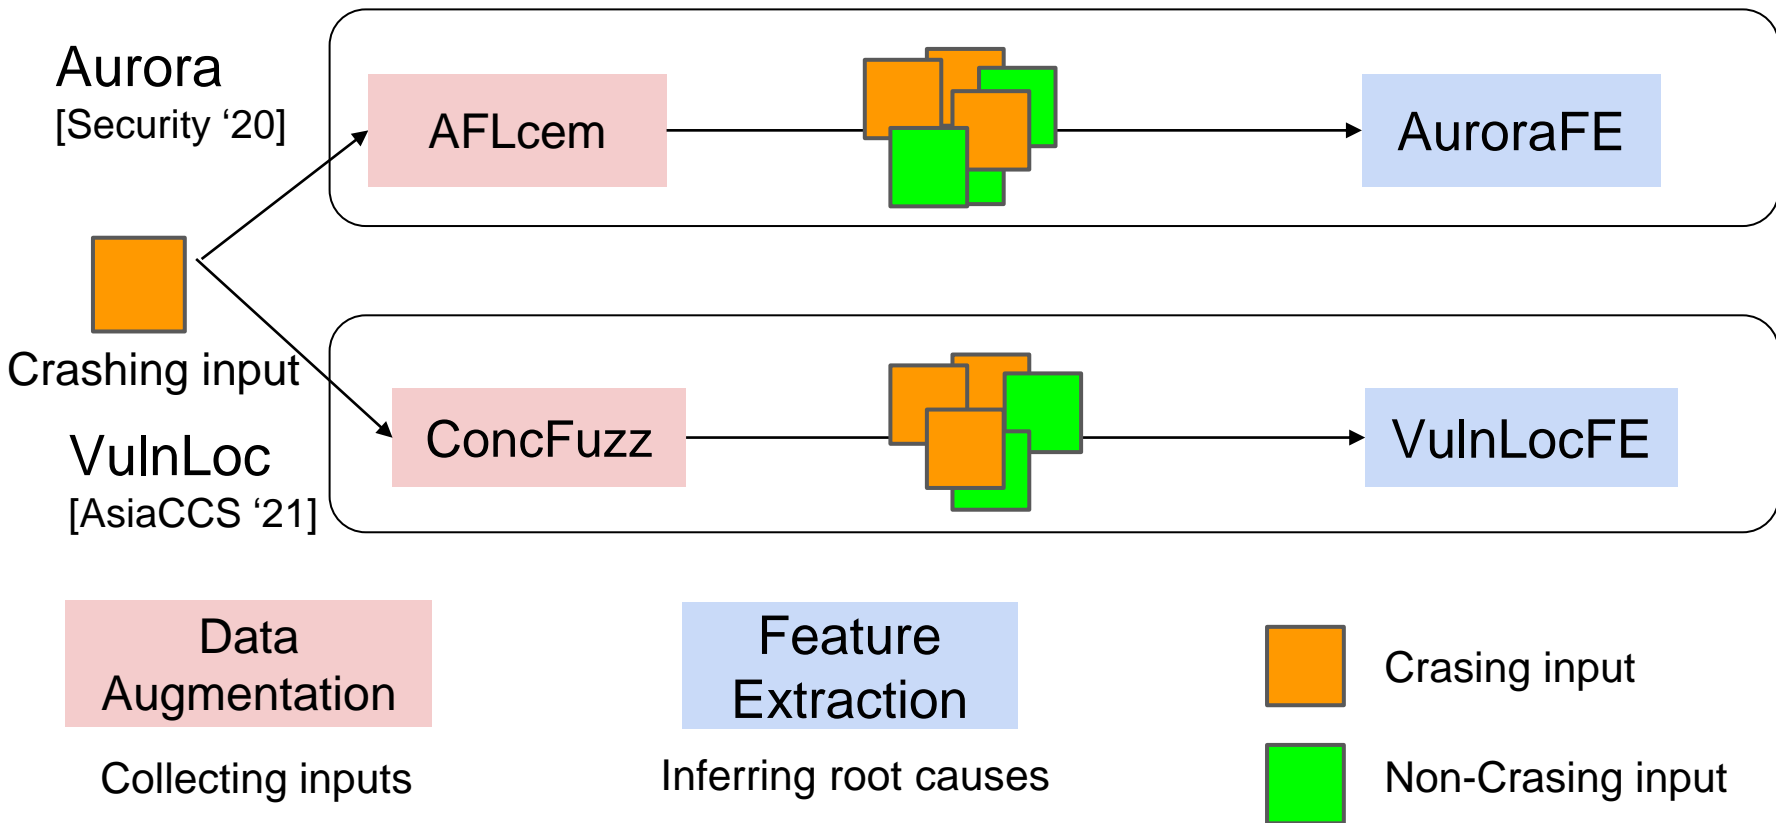 Aurora
[Security ‘20]
AFLcem
AuroraFE
Crashing input
VulnLoc
[AsiaCCS ‘21]
ConcFuzz
VulnLocFE
Data
Augmentation
Collecting inputs
Feature
Extraction
Inferring root causes
Crasing input
Non-Crasing input